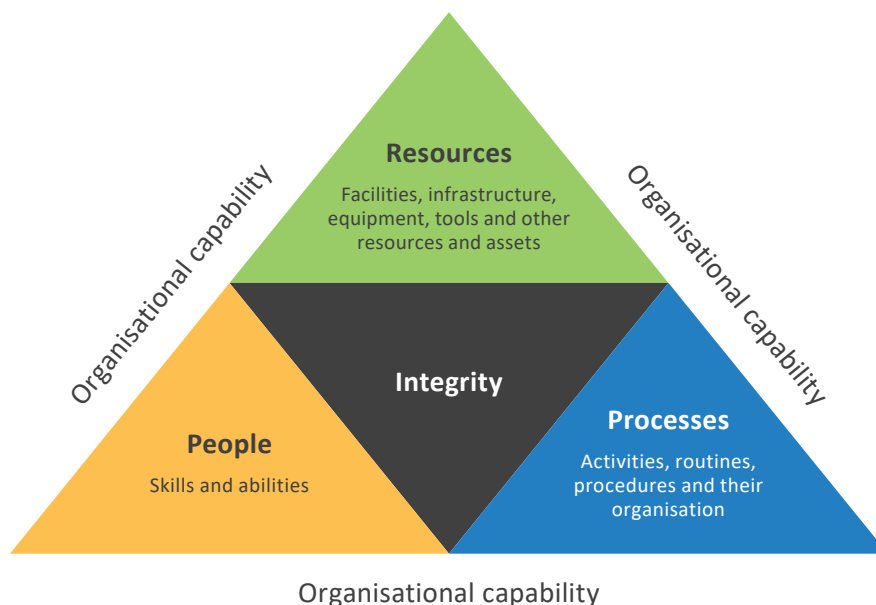 Resources
Facilities, infrastructure,
equipment, tools and other
resources and assets
Organisational capability
Organisational capability
Integrity
People
Skills and abilities
Processes
Activities, routines,
procedures and their
organisation
Organisational capability